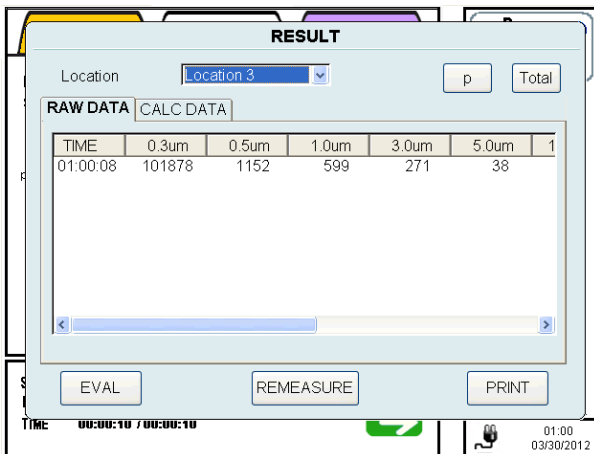 RESULT
Location Location 3 p Total
RAW DATA CALC DATA
TIME 0.3um 0.5um 1.0um 3.0um 5.0um 1
01:00:08 101878 1152 599 271 38
EVAL REMEASURE PRINT
TIME 00:00:10 / 00:00:10
01:00
03/30/2012